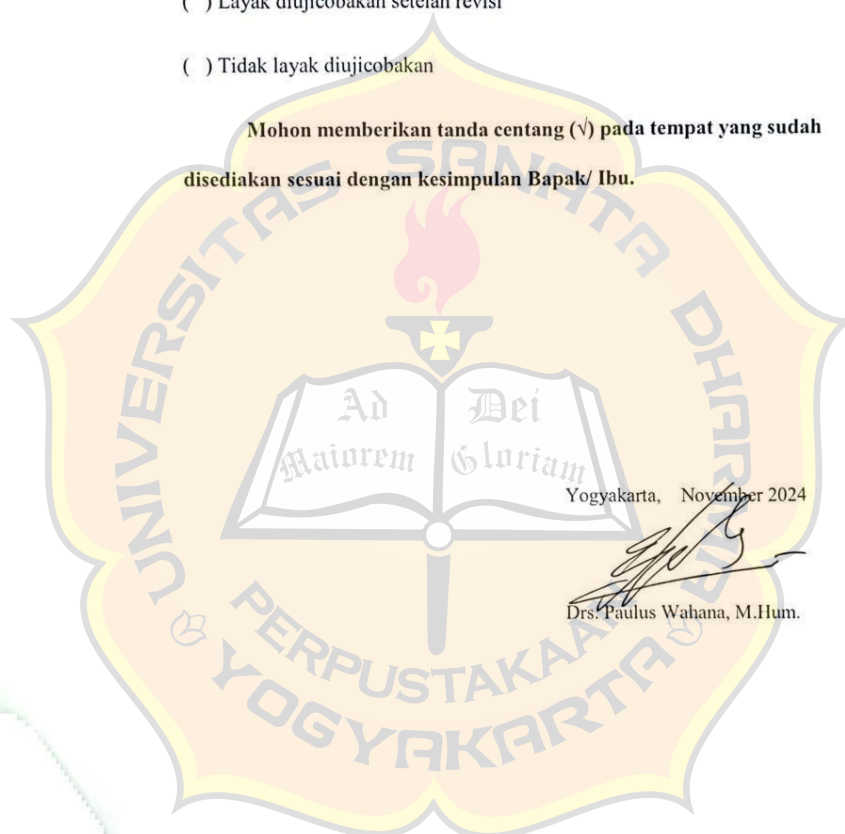 ( ) Layak diujicobakan setelah revisi
( ) Tidak layak diujicobakan
Mohon memberikan tanda centang (√) pada tempat yang sudah
disediakan sesuai dengan kesimpulan Bapak/ Ibu.
UNIVERSITAS SANATA DHARMA
Ad Dei
Maiorem Gloriam
Yogyakarta, November 2024
Drs. Paulus Wahana, M.Hum.
PERPUSTAKAAN
YOGYAKARTA